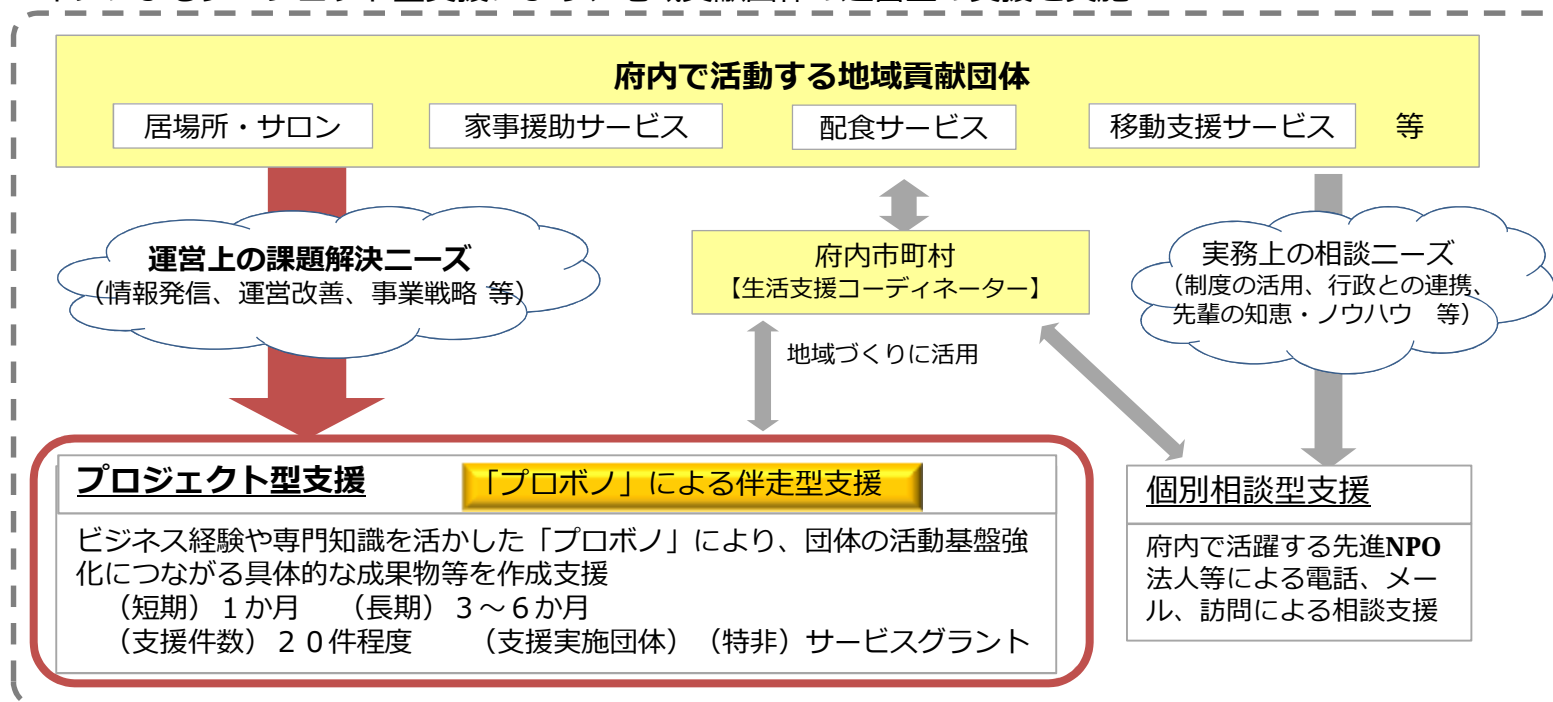 府内で活動する地域貢献団体
居場所・サロン
家事援助サービス
配食サービス
移動支援サービス
等
運営上の課題解決ニーズ
（情報発信、運営改善、事業戦略 等）
府内市町村
【生活支援コーディネーター】
実務上の相談ニーズ
（制度の活用、行政との連携、
先輩の知恵・ノウハウ　等）
地域づくりに活用
プロジェクト型支援
「プロボノ」による伴走型支援
ビジネス経験や専門知識を活かした「プロボノ」により、団体の活動基盤強
化につながる具体的な成果物等を作成支援
（短期）１か月　（長期）３～６か月
（支援件数）２０件程度　　（支援実施団体）（特非）サービスグラント
個別相談型支援
府内で活躍する先進NPO
法人等による電話、メー
ル、訪問による相談支援